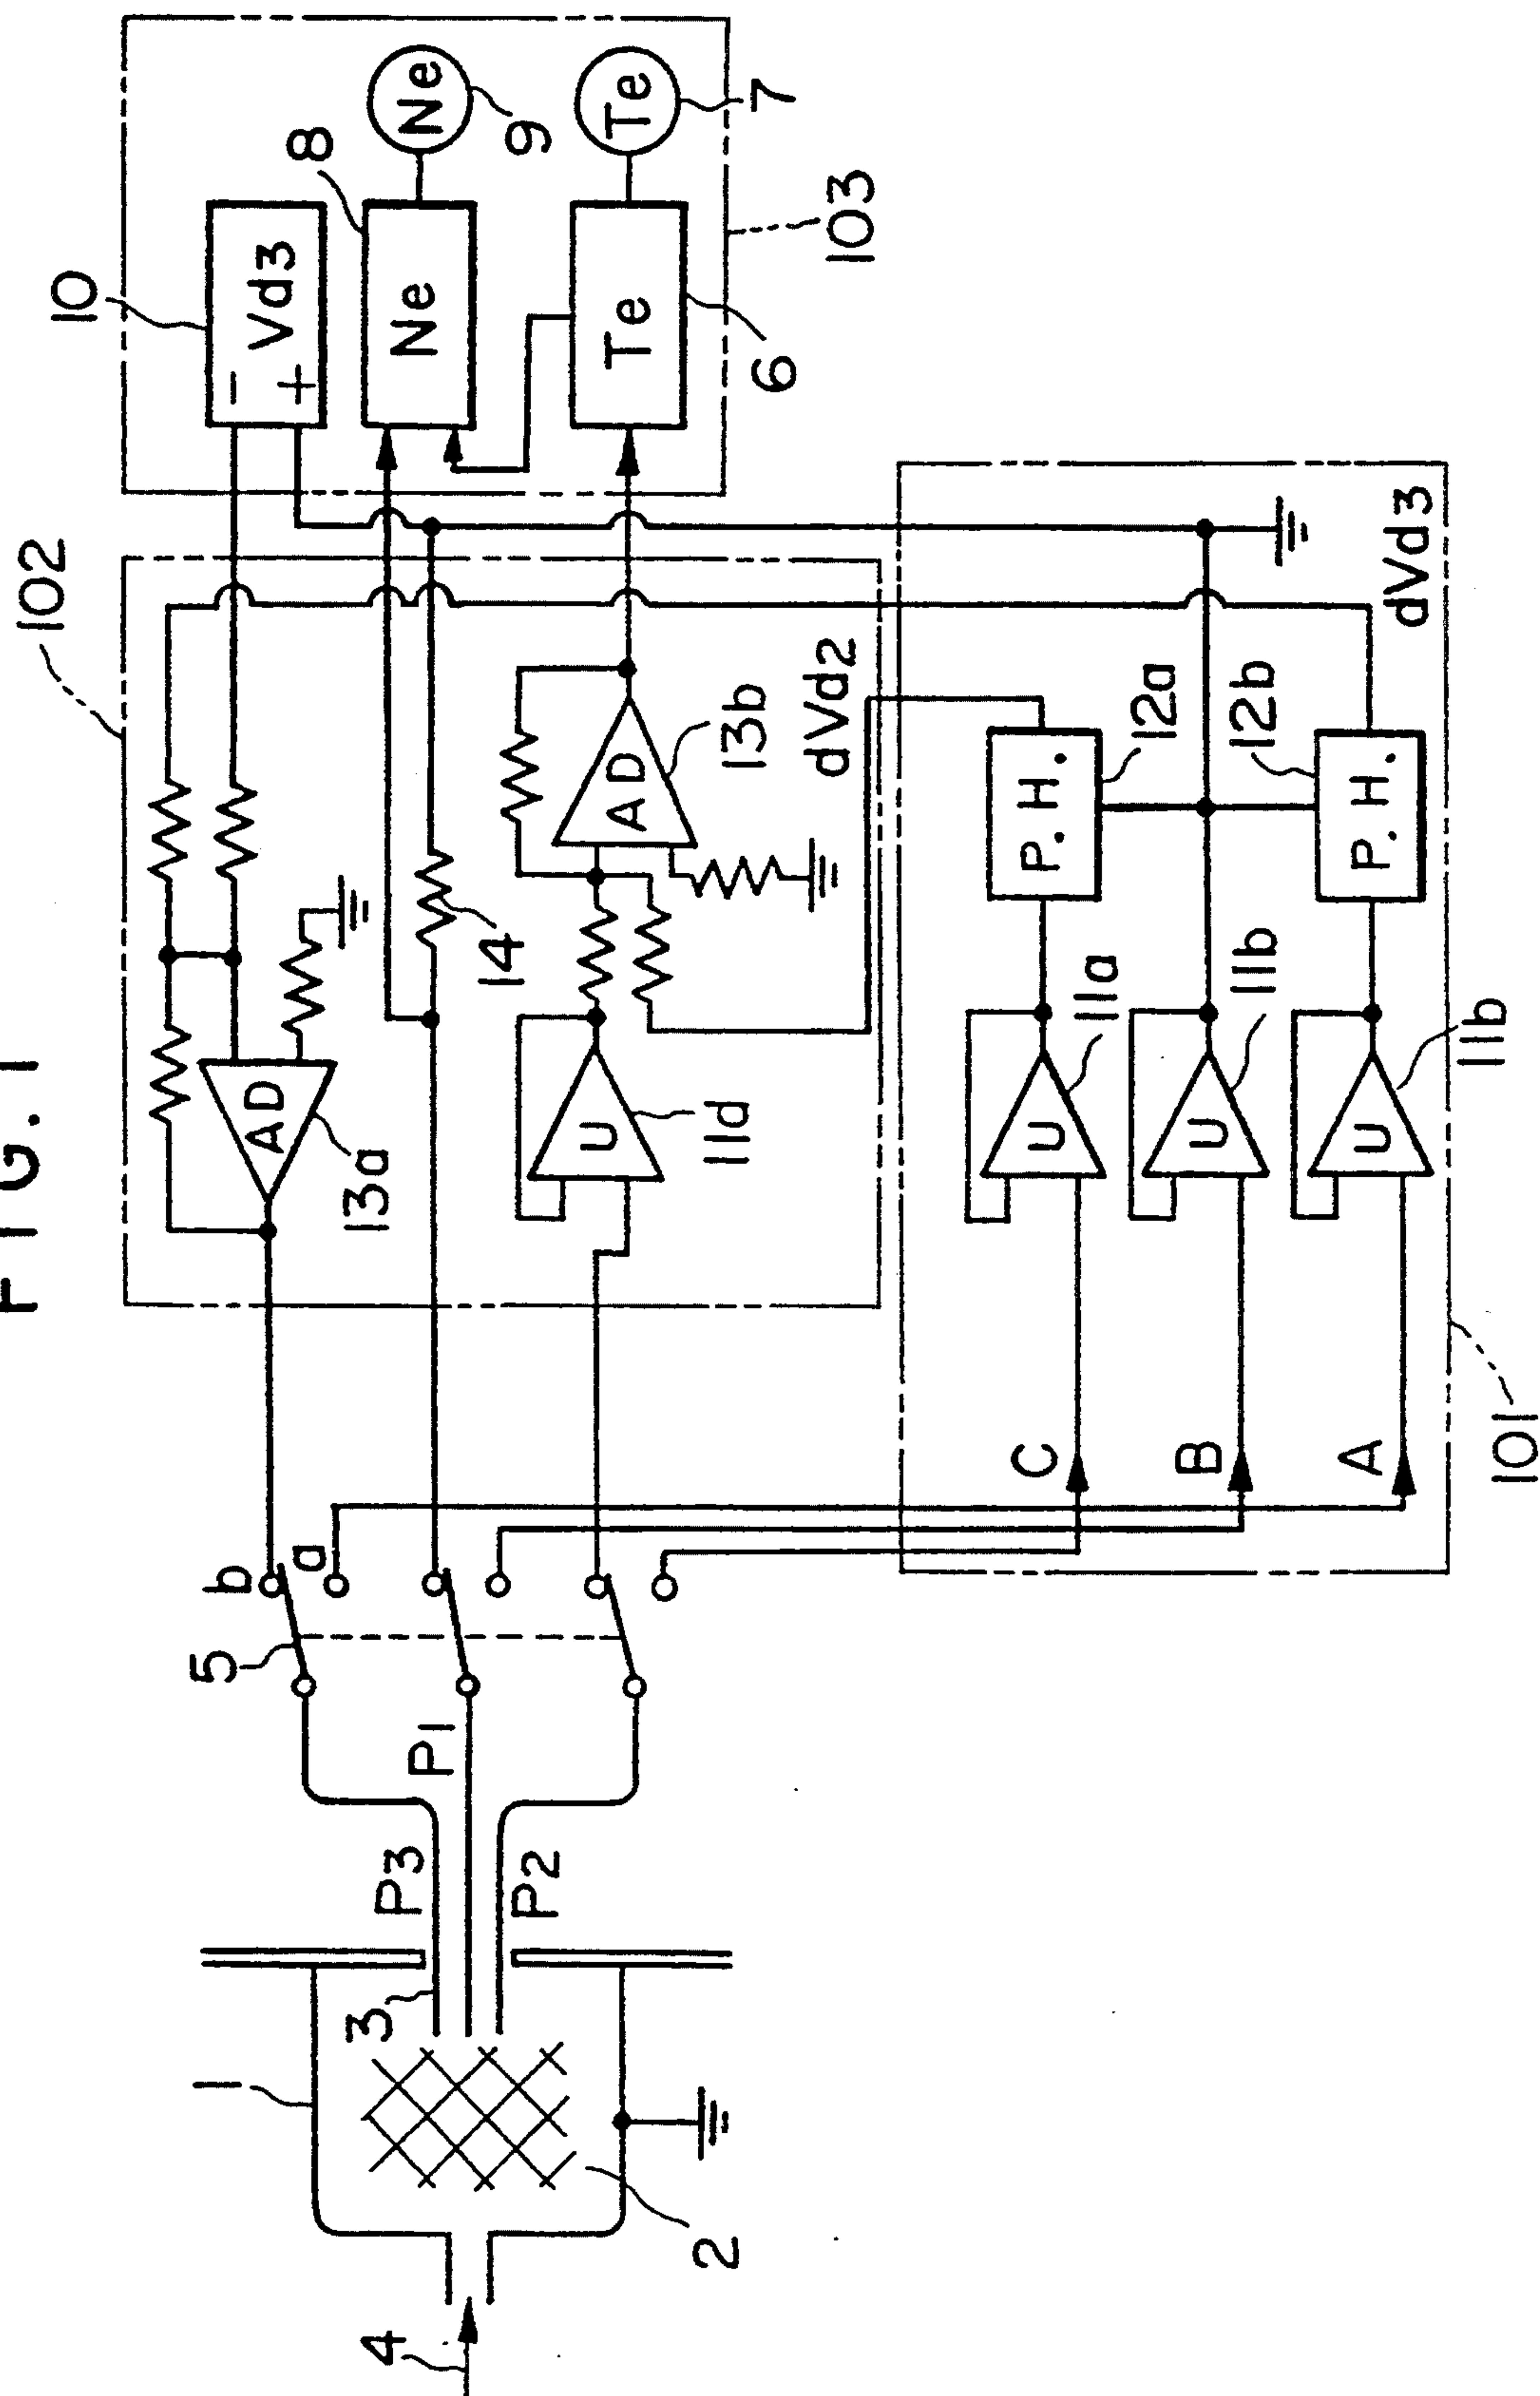 FIG. 1
102
10
Vd3
−
+
8
Ne
Ne
9
Te
Te
7
6
103
AD
13a
14
AD
13b
dVd2
U
11d
b
a
5
P1
P3
P2
3
1
2
4
C
B
A
U
11a
U
11b
U
11b
P.H.
12a
P.H.
12b
dVd3
101